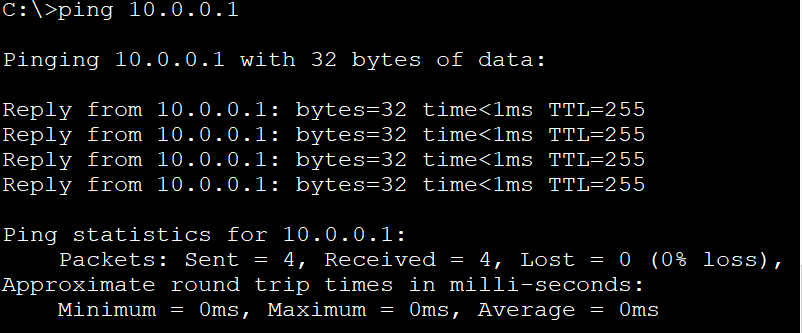 C:\>ping 10.0.0.1
Pinging 10.0.0.1 with 32 bytes of data:
Reply from 10.0.0.1: bytes=32 time<1ms TTL=255
Reply from 10.0.0.1: bytes=32 time<1ms TTL=255
Reply from 10.0.0.1: bytes=32 time<1ms TTL=255
Reply from 10.0.0.1: bytes=32 time<1ms TTL=255
Ping statistics for 10.0.0.1:
    Packets: Sent = 4, Received = 4, Lost = 0 (0% loss),
Approximate round trip times in milli-seconds:
    Minimum = 0ms, Maximum = 0ms, Average = 0ms